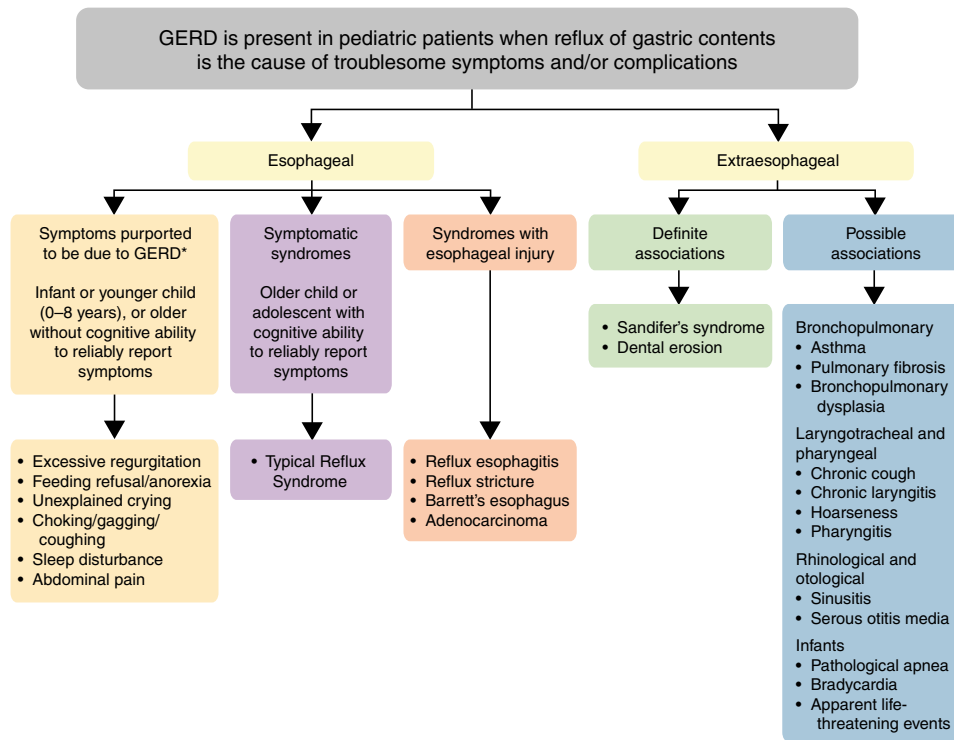 GERD is present in pediatric patients when reflux of gastric contents
is the cause of troublesome symptoms and/or complications
Esophageal
Extraesophageal
Symptoms purported
to be due to GERD*
Infant or younger child
(0–8 years), or older
without cognitive ability
to reliably report
symptoms
Symptomatic
syndromes
Older child or
adolescent with
cognitive ability
to reliably report
symptoms
Syndromes with
esophageal injury
Definite
associations
Possible
associations
• Excessive regurgitation
• Feeding refusal/anorexia
• Unexplained crying
• Choking/gagging/
coughing
• Sleep disturbance
• Abdominal pain
• Typical Reflux
Syndrome
• Reflux esophagitis
• Reflux stricture
• Barrett's esophagus
• Adenocarcinoma
• Sandifer's syndrome
• Dental erosion
Bronchopulmonary
• Asthma
• Pulmonary fibrosis
• Bronchopulmonary
dysplasia
Laryngotracheal and
pharyngeal
• Chronic cough
• Chronic laryngitis
• Hoarseness
• Pharyngitis
Rhinological and
otological
• Sinusitis
• Serous otitis media
Infants
• Pathological apnea
• Bradycardia
• Apparent life-
threatening events